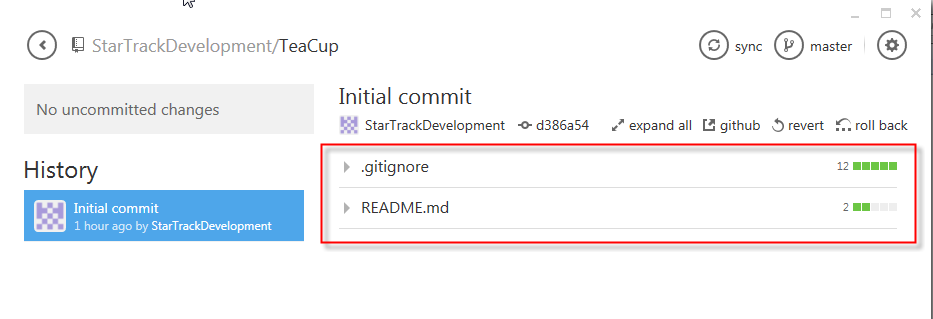 StarTrackDevelopment/TeaCup
sync
master
No uncommitted changes
Initial commit
StarTrackDevelopment d386a54 expand all github revert roll back
History
Initial commit
1 hour ago by StarTrackDevelopment
.gitignore 12
README.md 2